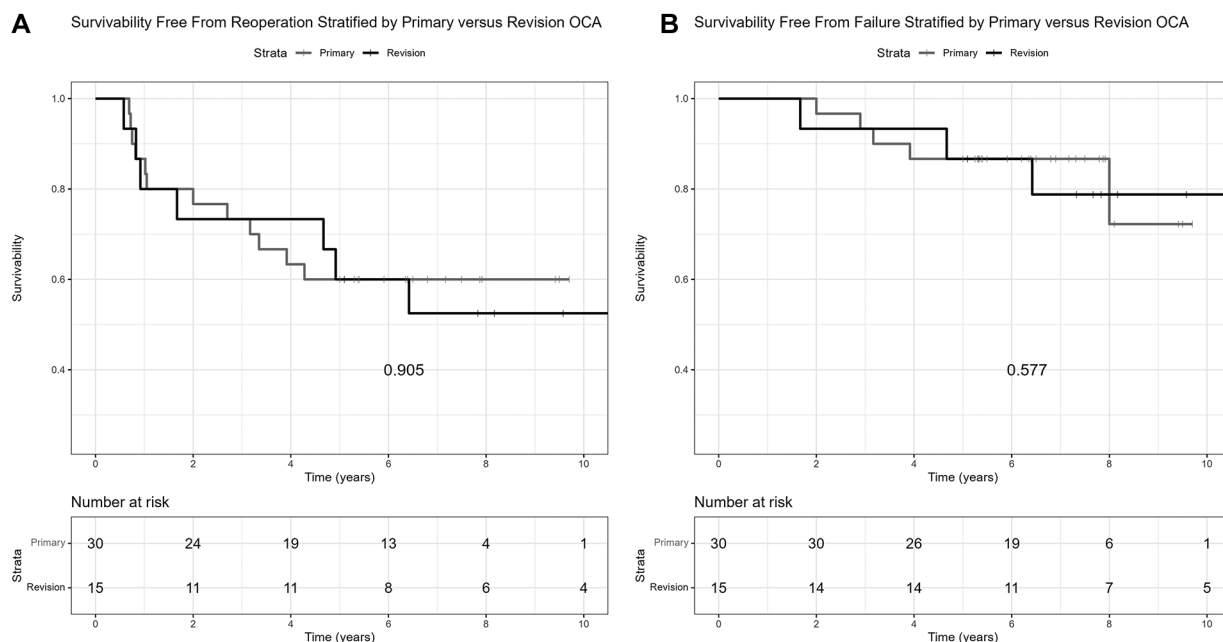 A Survivability Free From Reoperation Stratified by Primary versus Revision OCA
Strata Primary Revision
1.0
0.8
0.6
0.4
Survivability
0.905
0 2 4 6 8 10
Time (years)
Number at risk
Strata
Primary 30 24 19 13 4 1
Revision 15 11 11 8 6 4
0 2 4 6 8 10
Time (years)
B Survivability Free From Failure Stratified by Primary versus Revision OCA
Strata Primary Revision
1.0
0.8
0.6
0.4
Survivability
0.577
0 2 4 6 8 10
Time (years)
Number at risk
Strata
Primary 30 30 26 19 6 1
Revision 15 14 14 11 7 5
0 2 4 6 8 10
Time (years)